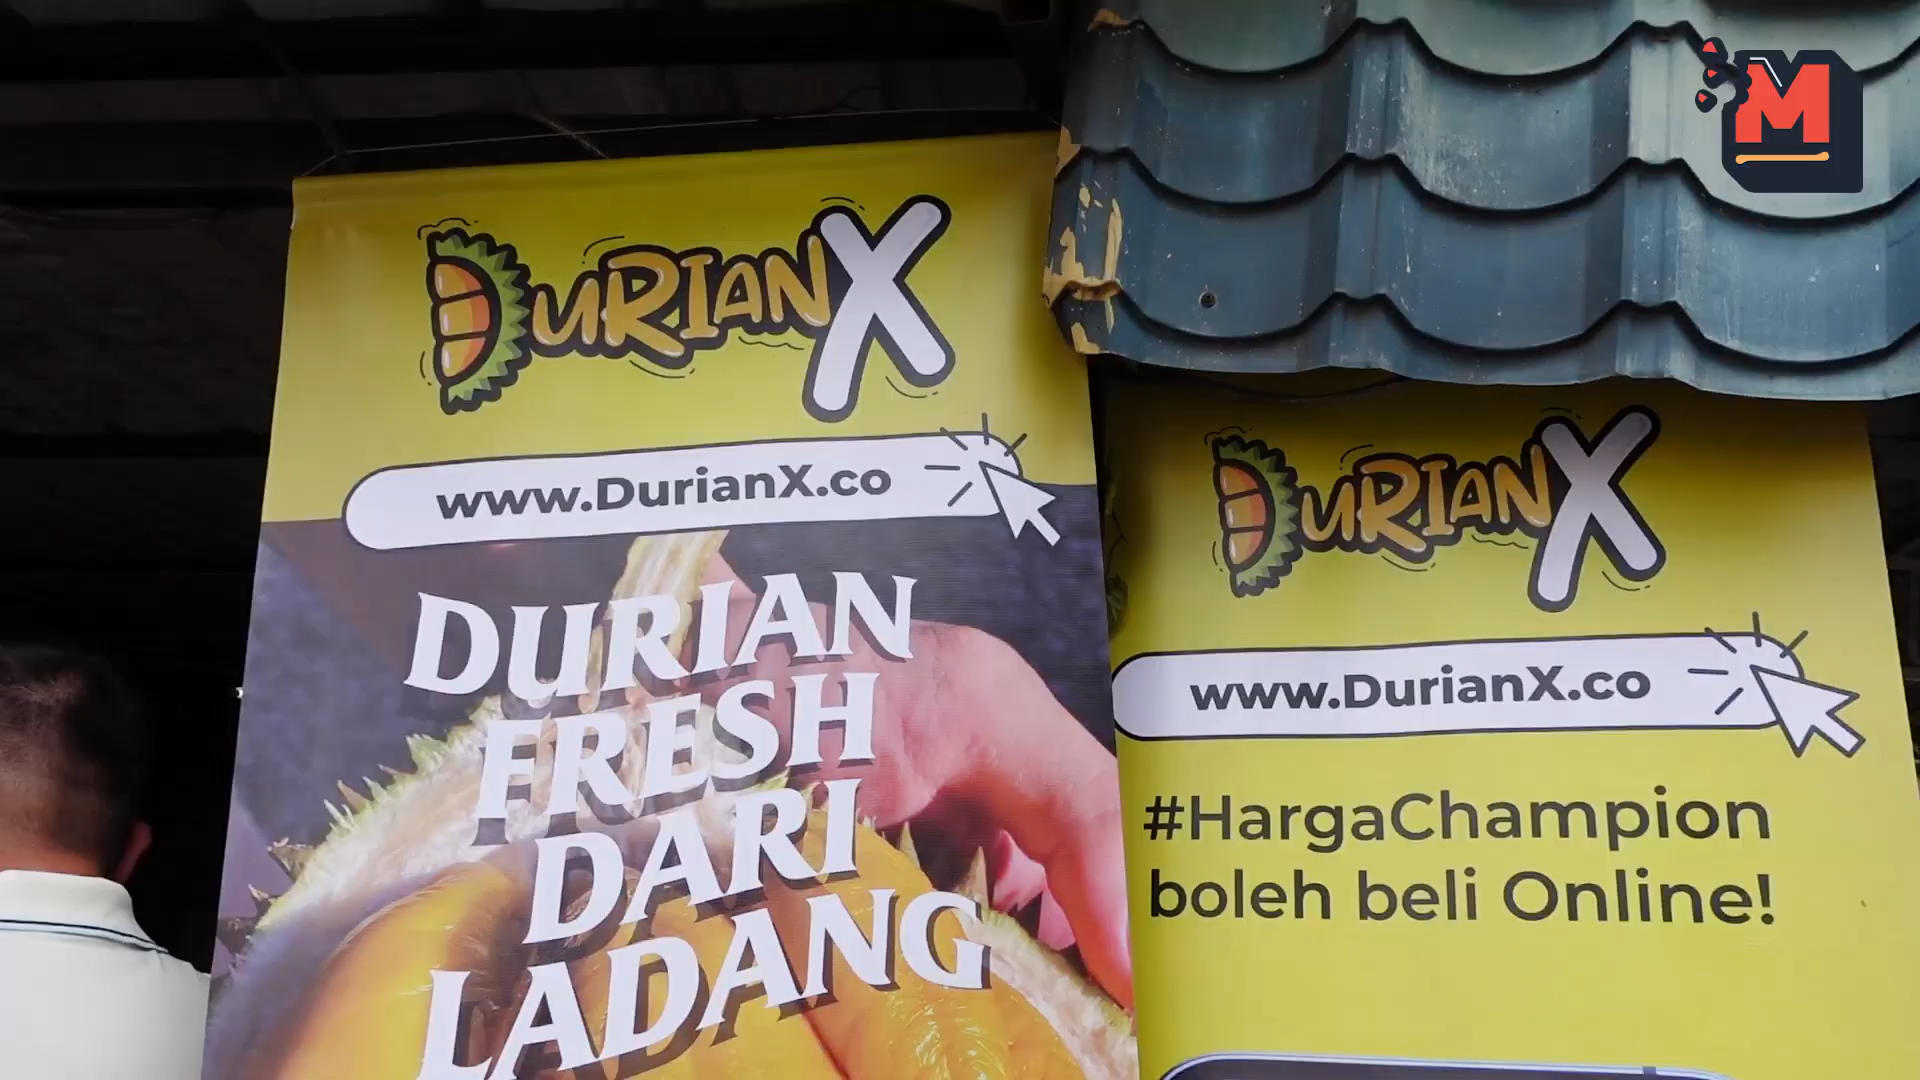 M
DURIANX
www.DurianX.co
DURIAN
FRESH
DARI
LADANG
DURIANX
www.DurianX.co
#HargaChampion
boleh beli Online!